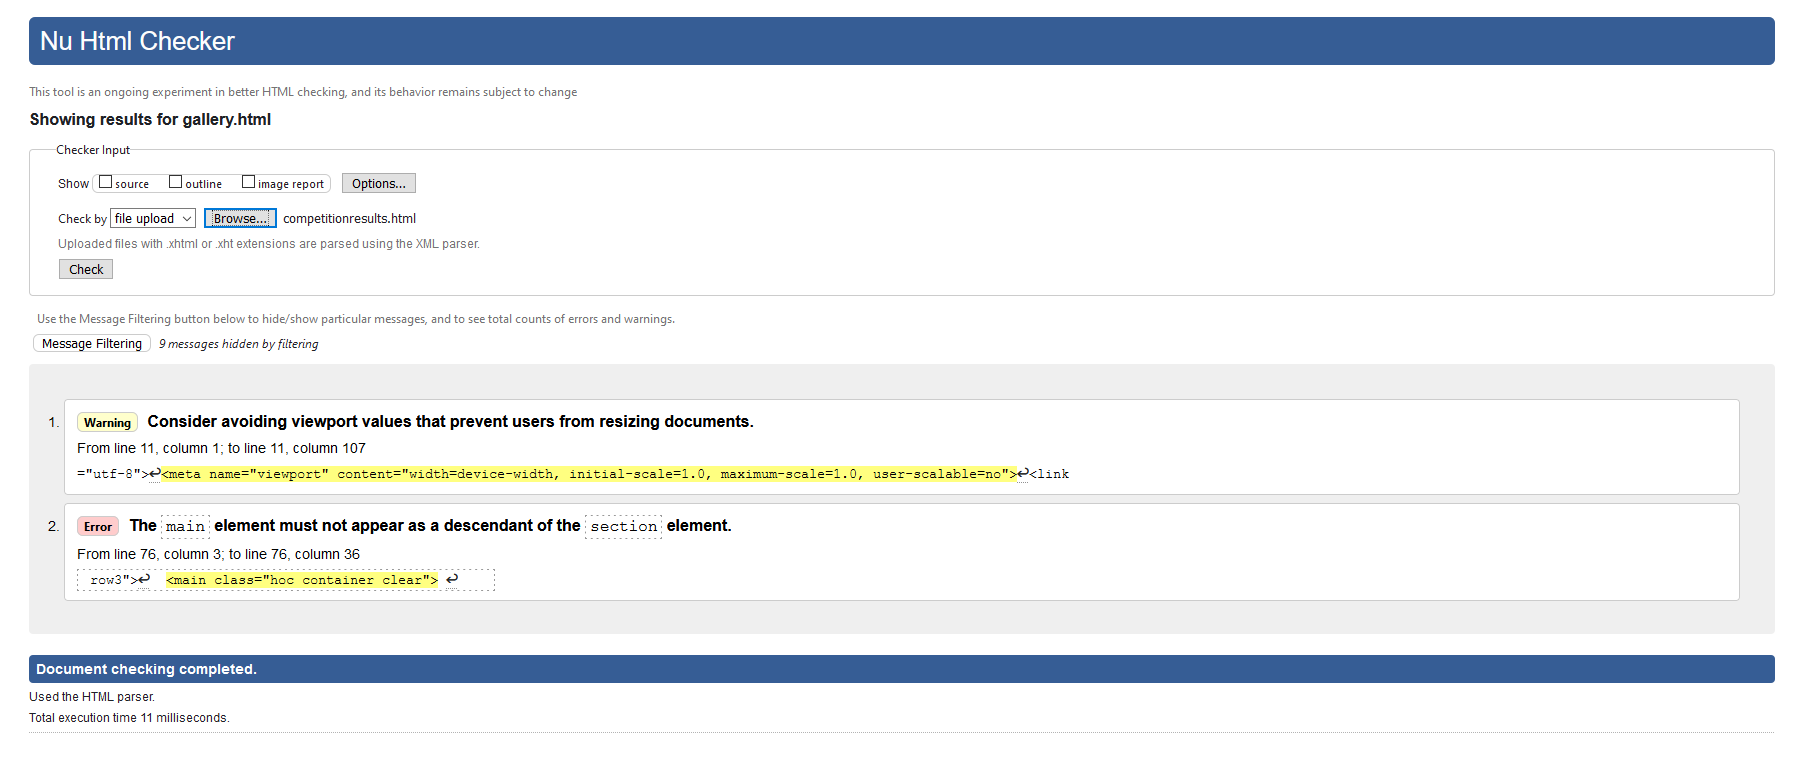 Nu Html Checker
This tool is an ongoing experiment in better HTML checking, and its behavior remains subject to change
Showing results for gallery.html
Checker Input
Show source outline image report Options...
Check by file upload Browse... competitionresults.html
Uploaded files with .xhtml or .xht extensions are parsed using the XML parser.
Check
Use the Message Filtering button below to hide/show particular messages, and to see total counts of errors and warnings.
Message Filtering 9 messages hidden by filtering
1. Warning Consider avoiding viewport values that prevent users from resizing documents.
From line 11, column 1; to line 11, column 107
="utf-8">↩<meta name="viewport" content="width=device-width, initial-scale=1.0, maximum-scale=1.0, user-scalable=no">↩<link
2. Error The main element must not appear as a descendant of the section element.
From line 76, column 3; to line 76, column 36
row3">↩ <main class="hoc container clear"> ↩
Document checking completed.
Used the HTML parser.
Total execution time 11 milliseconds.